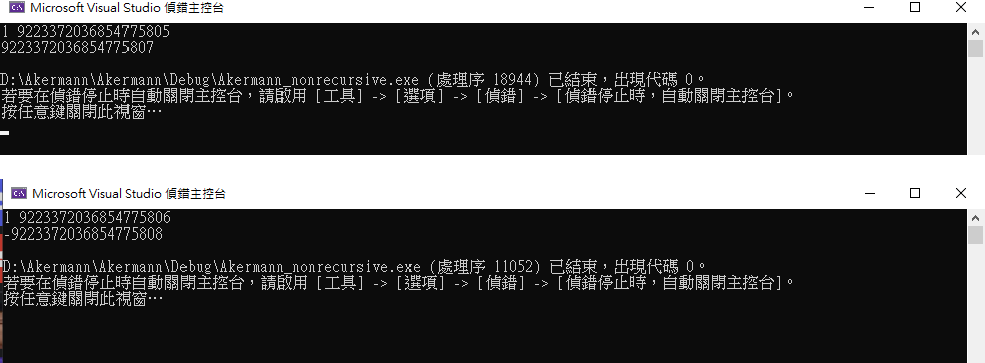 Microsoft Visual Studio 偵錯主控台
1 9223372036854775805
9223372036854775807
D:\Akermann\Akermann\Debug\Akermann_nonrecursive.exe (處理序 18944) 已結束，出現代碼 0。
若要在偵錯停止時自動關閉主控台，請啟用 [工具] -> [選項] -> [偵錯] -> [偵錯停止時，自動關閉主控台]。
按任意鍵關閉此視窗…
Microsoft Visual Studio 偵錯主控台
1 9223372036854775806
-9223372036854775808
D:\Akermann\Akermann\Debug\Akermann_nonrecursive.exe (處理序 11052) 已結束，出現代碼 0。
若要在偵錯停止時自動關閉主控台，請啟用 [工具] -> [選項] -> [偵錯] -> [偵錯停止時，自動關閉主控台]。
按任意鍵關閉此視窗…